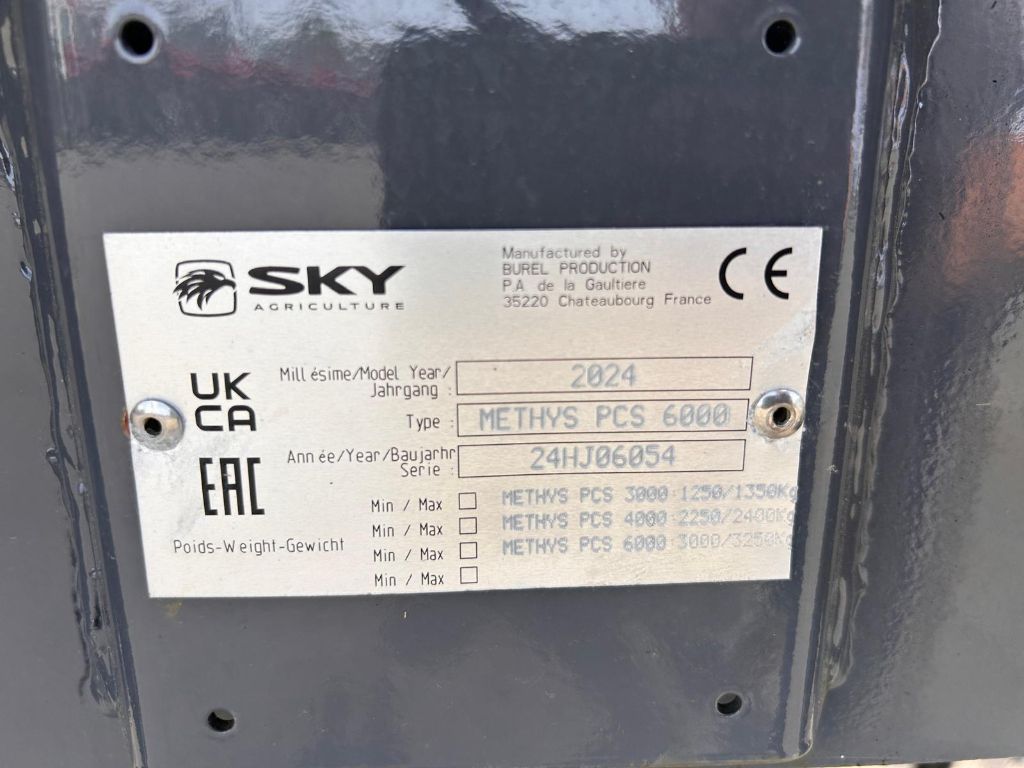 SKY
AGRICULTURE
Manufactured by
BUREL PRODUCTION
P.A de la Gaultiere
35220 Chateaubourg France
CE
UK
CA
EAC
Millésime/Model Year/
Jahrgang :
2024
Type :
METHYS PCS 6000
Année/Year/Baujarhr
Serie :
24HJ06054
Poids-Weight-Gewicht
Min / Max METHYS PCS 3000:1250/1350Kg
Min / Max METHYS PCS 4000:2250/2400Kg
Min / Max METHYS PCS 6000:3000/3250Kg
Min / Max